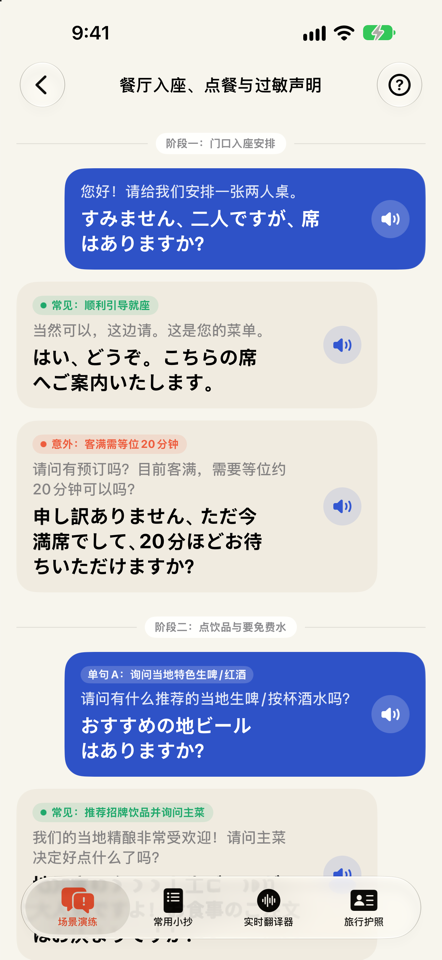 9:41
餐厅入座、点餐与过敏声明
阶段一：门口入座安排
您好！请给我们安排一张两人桌。
すみません、二人ですが、席
はありますか?
常见：顺利引导就座
当然可以，这边请。这是您的菜单。
はい、どうぞ。こちらの席
へご案内いたします。
意外：客满需等位20分钟
请问有预订吗？目前客满，需要等位约
20分钟可以吗?
申し訳ありません、ただ今
満席でして、20分ほどお待
ちいただけますか?
阶段二：点饮品与要免费水
单句A：询问当地特色生啤/红酒
请问有什么推荐的当地生啤/按杯酒水吗?
おすすめの地ビール
はありますか?
常见：推荐招牌饮品并询问主菜
我们的当地精酿非常受欢迎！请问主菜
决定好点什么了吗?
场景演练
常用小抄
实时翻译器
旅行护照